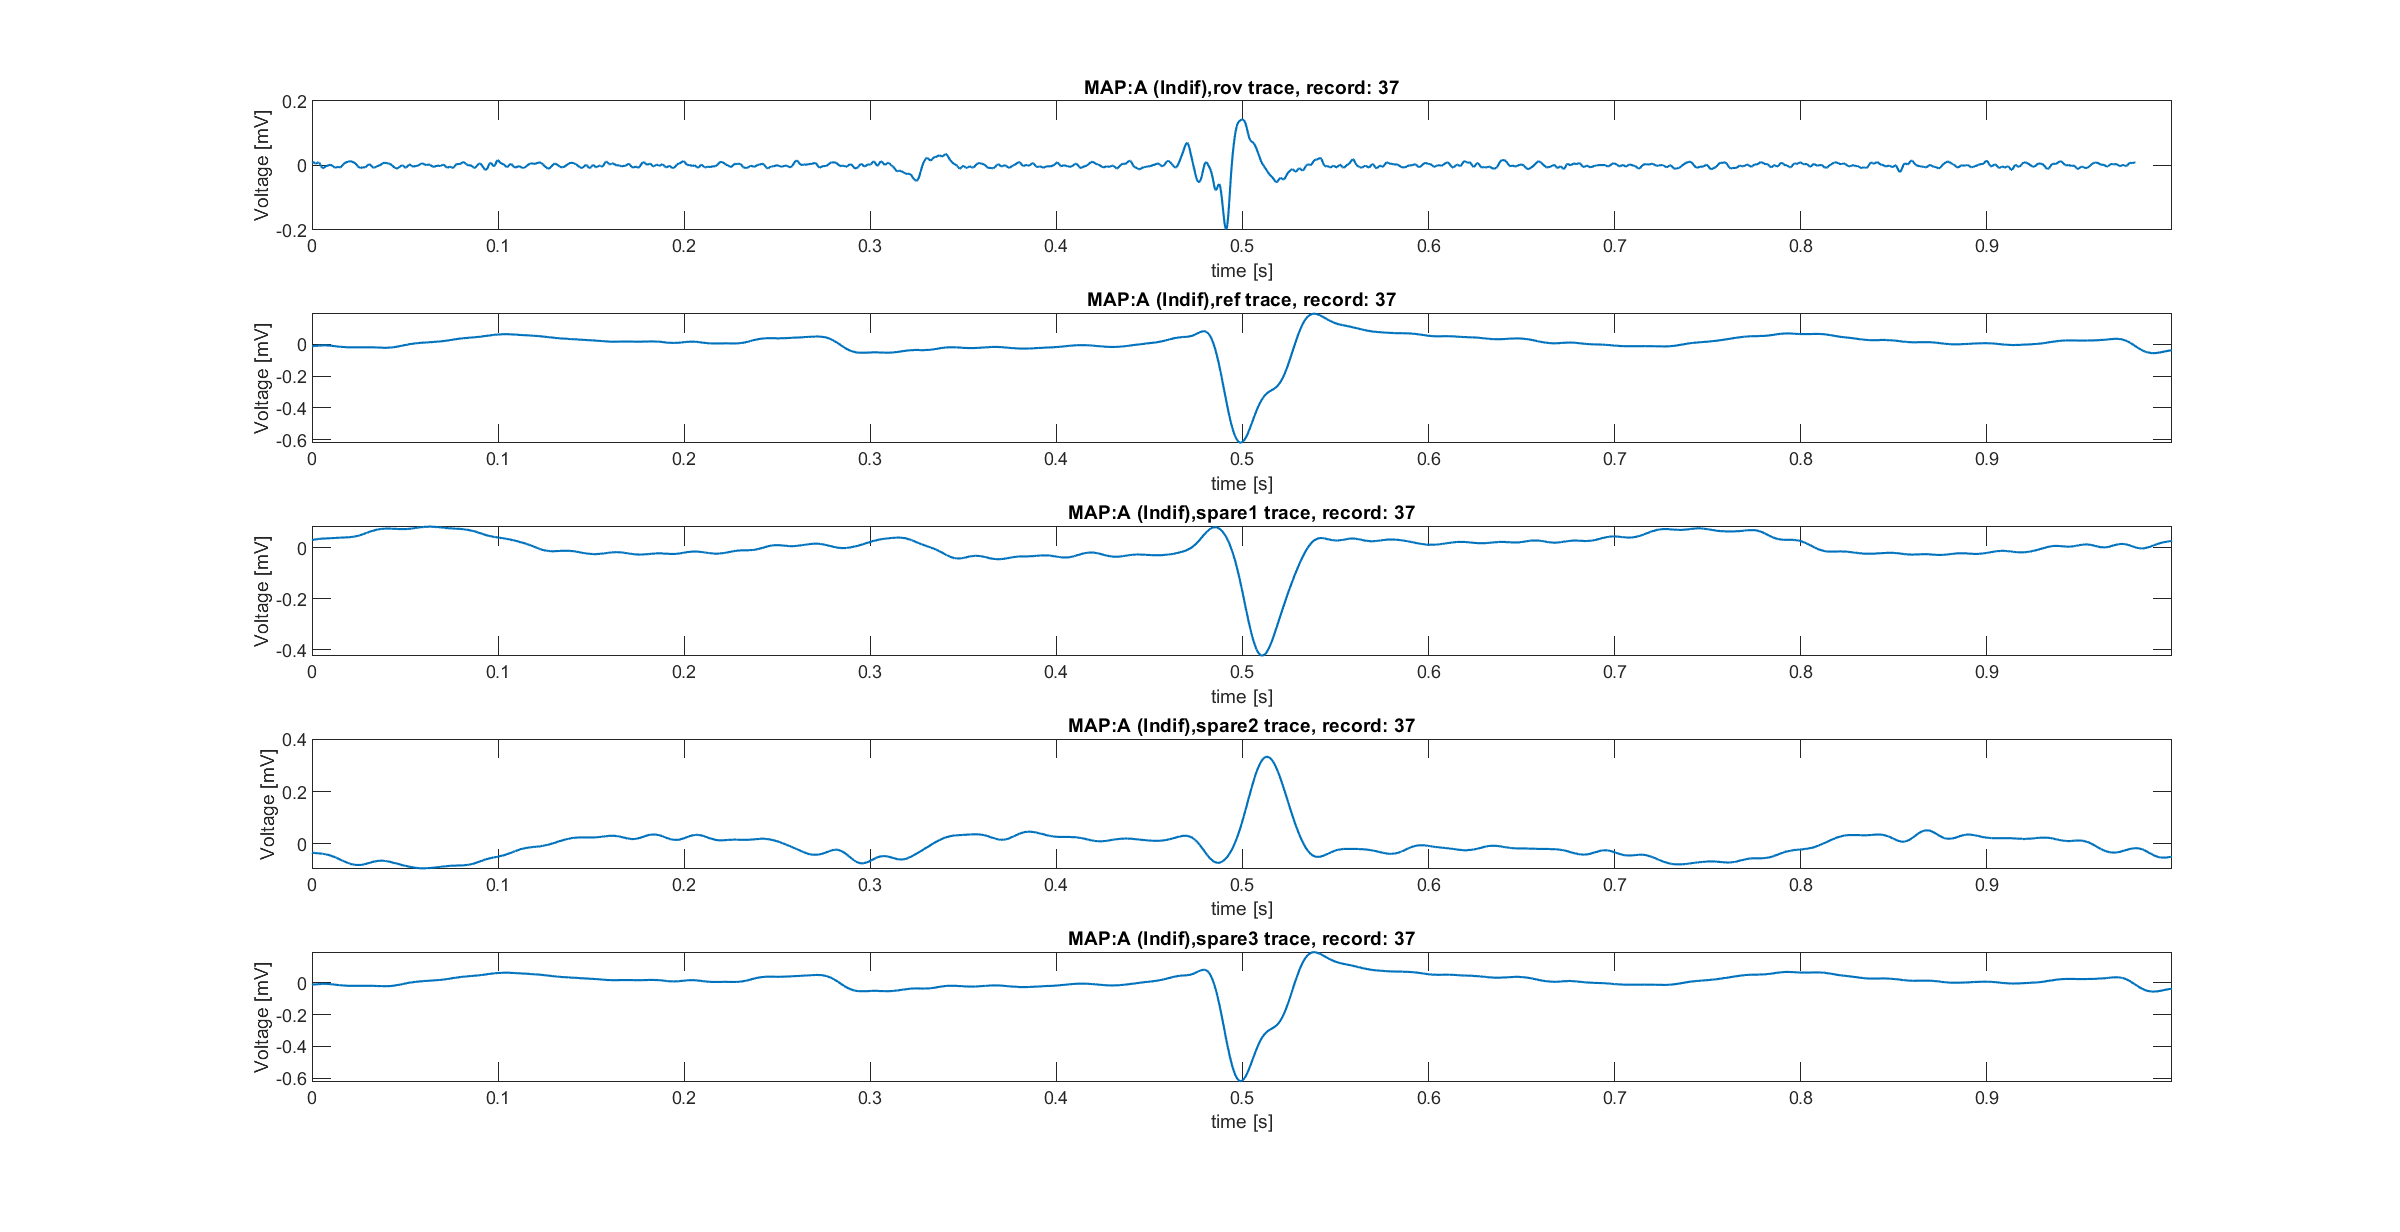 MAP:A (Indif),rov trace, record: 37
Voltage [mV]
0.2
0
-0.2
0 0.1 0.2 0.3 0.4 0.5 0.6 0.7 0.8 0.9
time [s]
MAP:A (Indif),ref trace, record: 37
Voltage [mV]
0
-0.2
-0.4
-0.6
0 0.1 0.2 0.3 0.4 0.5 0.6 0.7 0.8 0.9
time [s]
MAP:A (Indif),spare1 trace, record: 37
Voltage [mV]
0
-0.2
-0.4
0 0.1 0.2 0.3 0.4 0.5 0.6 0.7 0.8 0.9
time [s]
MAP:A (Indif),spare2 trace, record: 37
Voltage [mV]
0.4
0.2
0
0 0.1 0.2 0.3 0.4 0.5 0.6 0.7 0.8 0.9
time [s]
MAP:A (Indif),spare3 trace, record: 37
Voltage [mV]
0
-0.2
-0.4
-0.6
0 0.1 0.2 0.3 0.4 0.5 0.6 0.7 0.8 0.9
time [s]